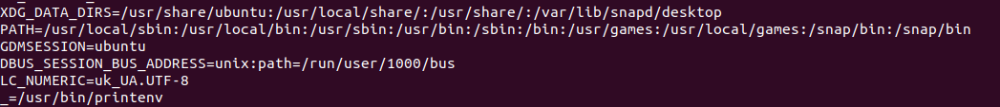 XDG_DATA_DIRS=/usr/share/ubuntu:/usr/local/share/:/usr/share/:/var/lib/snapd/desktop
PATH=/usr/local/sbin:/usr/local/bin:/usr/sbin:/usr/bin:/sbin:/bin:/usr/games:/usr/local/games:/snap/bin:/snap/bin
GDMSESSION=ubuntu
DBUS_SESSION_BUS_ADDRESS=unix:path=/run/user/1000/bus
LC_NUMERIC=uk_UA.UTF-8
_=/usr/bin/printenv